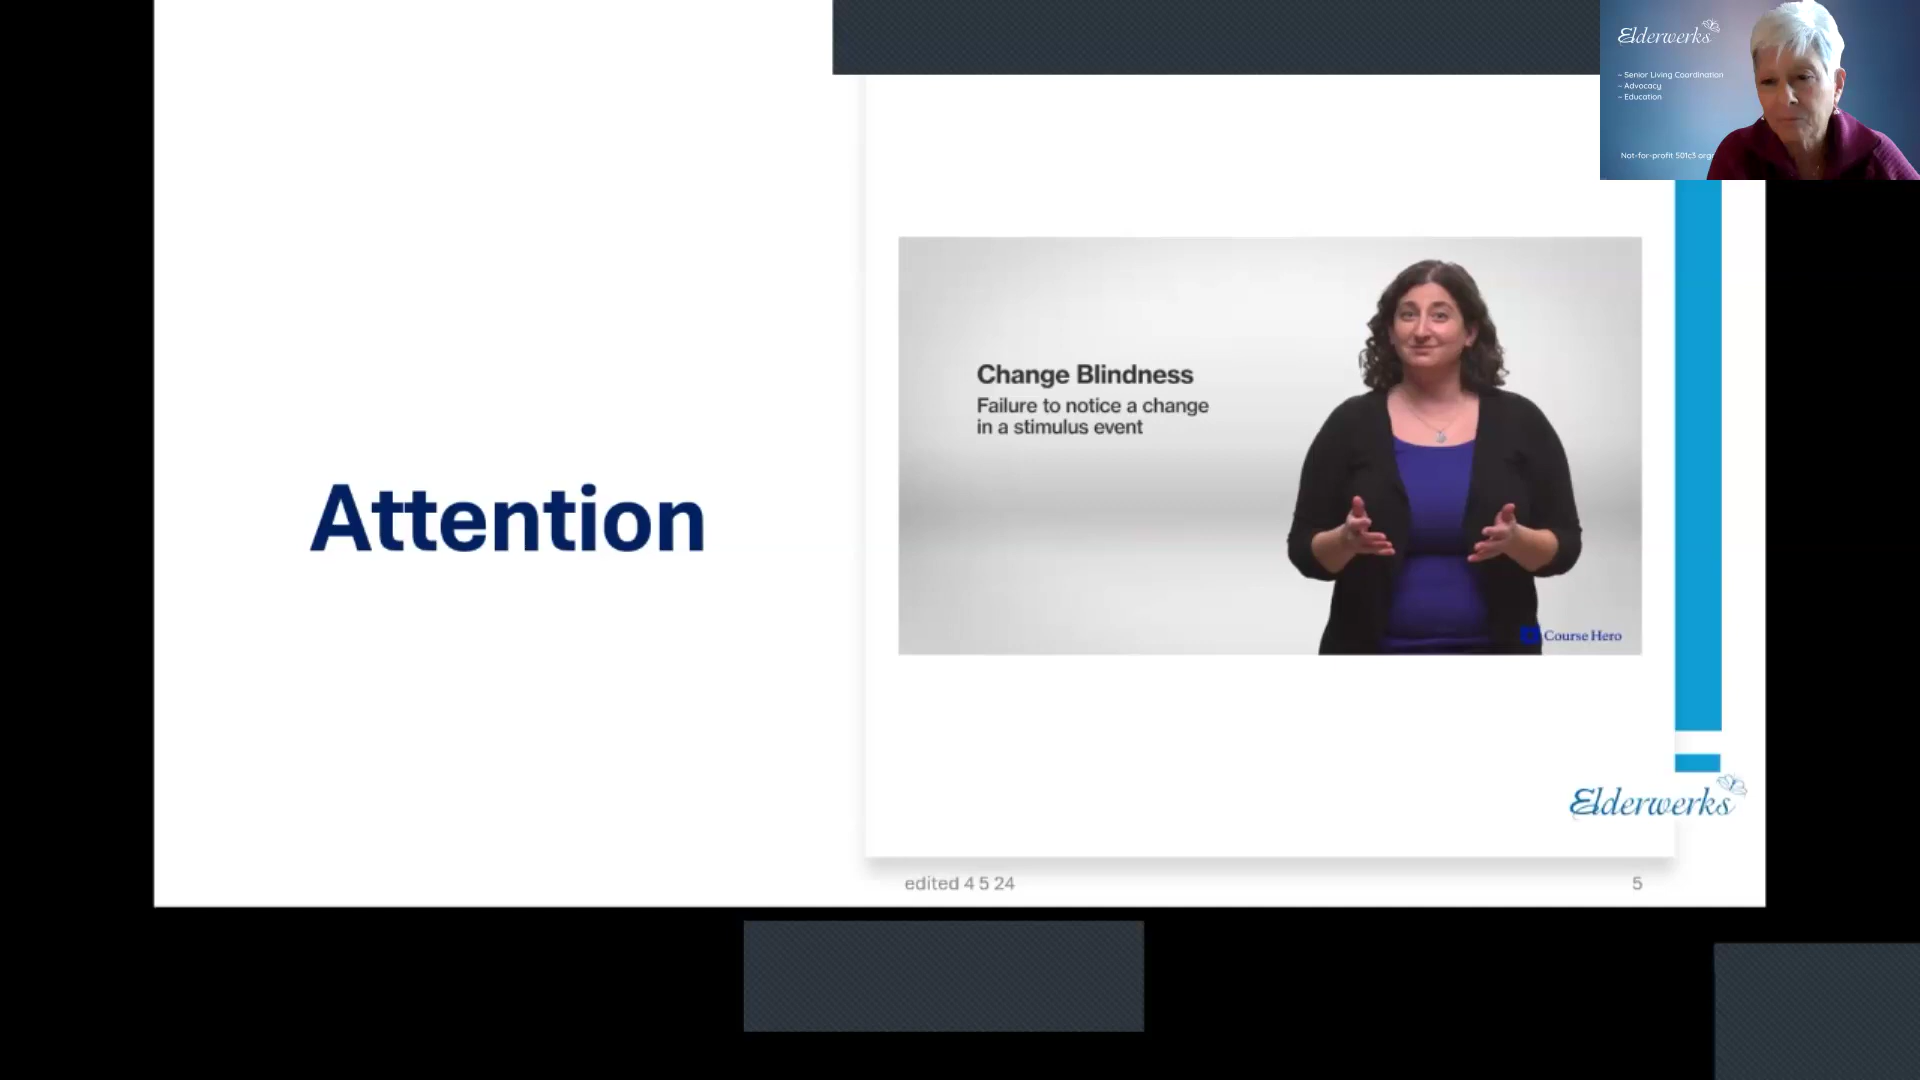 Elderwerks
– Senior Living Coordination
– Advocacy
– Education
Not-for-profit 501c3
Attention
Change Blindness
Failure to notice a change
in a stimulus event
Course Hero
Elderwerks
edited 4 5 24
5